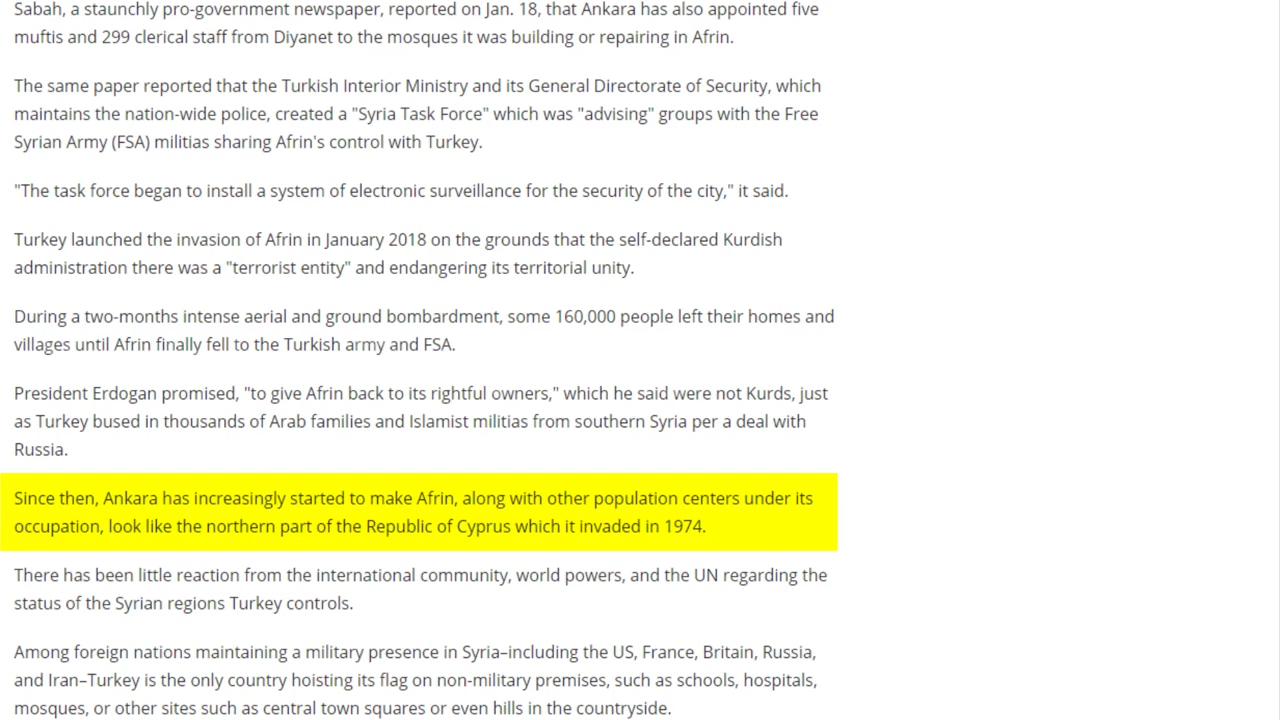 Sabah, a staunchly pro-government newspaper, reported on Jan. 18, that Ankara has also appointed five
muftis and 299 clerical staff from Diyanet to the mosques it was building or repairing in Afrin.
The same paper reported that the Turkish Interior Ministry and its General Directorate of Security, which
maintains the nation-wide police, created a "Syria Task Force" which was "advising" groups with the Free
Syrian Army (FSA) militias sharing Afrin's control with Turkey.
"The task force began to install a system of electronic surveillance for the security of the city," it said.
Turkey launched the invasion of Afrin in January 2018 on the grounds that the self-declared Kurdish
administration there was a "terrorist entity" and endangering its territorial unity.
During a two-months intense aerial and ground bombardment, some 160,000 people left their homes and
villages until Afrin finally fell to the Turkish army and FSA.
President Erdogan promised, "to give Afrin back to its rightful owners," which he said were not Kurds, just
as Turkey bused in thousands of Arab families and Islamist militias from southern Syria per a deal with
Russia.
Since then, Ankara has increasingly started to make Afrin, along with other population centers under its
occupation, look like the northern part of the Republic of Cyprus which it invaded in 1974.
There has been little reaction from the international community, world powers, and the UN regarding the
status of the Syrian regions Turkey controls.
Among foreign nations maintaining a military presence in Syria–including the US, France, Britain, Russia,
and Iran–Turkey is the only country hoisting its flag on non-military premises, such as schools, hospitals,
mosques, or other sites such as central town squares or even hills in the countryside.